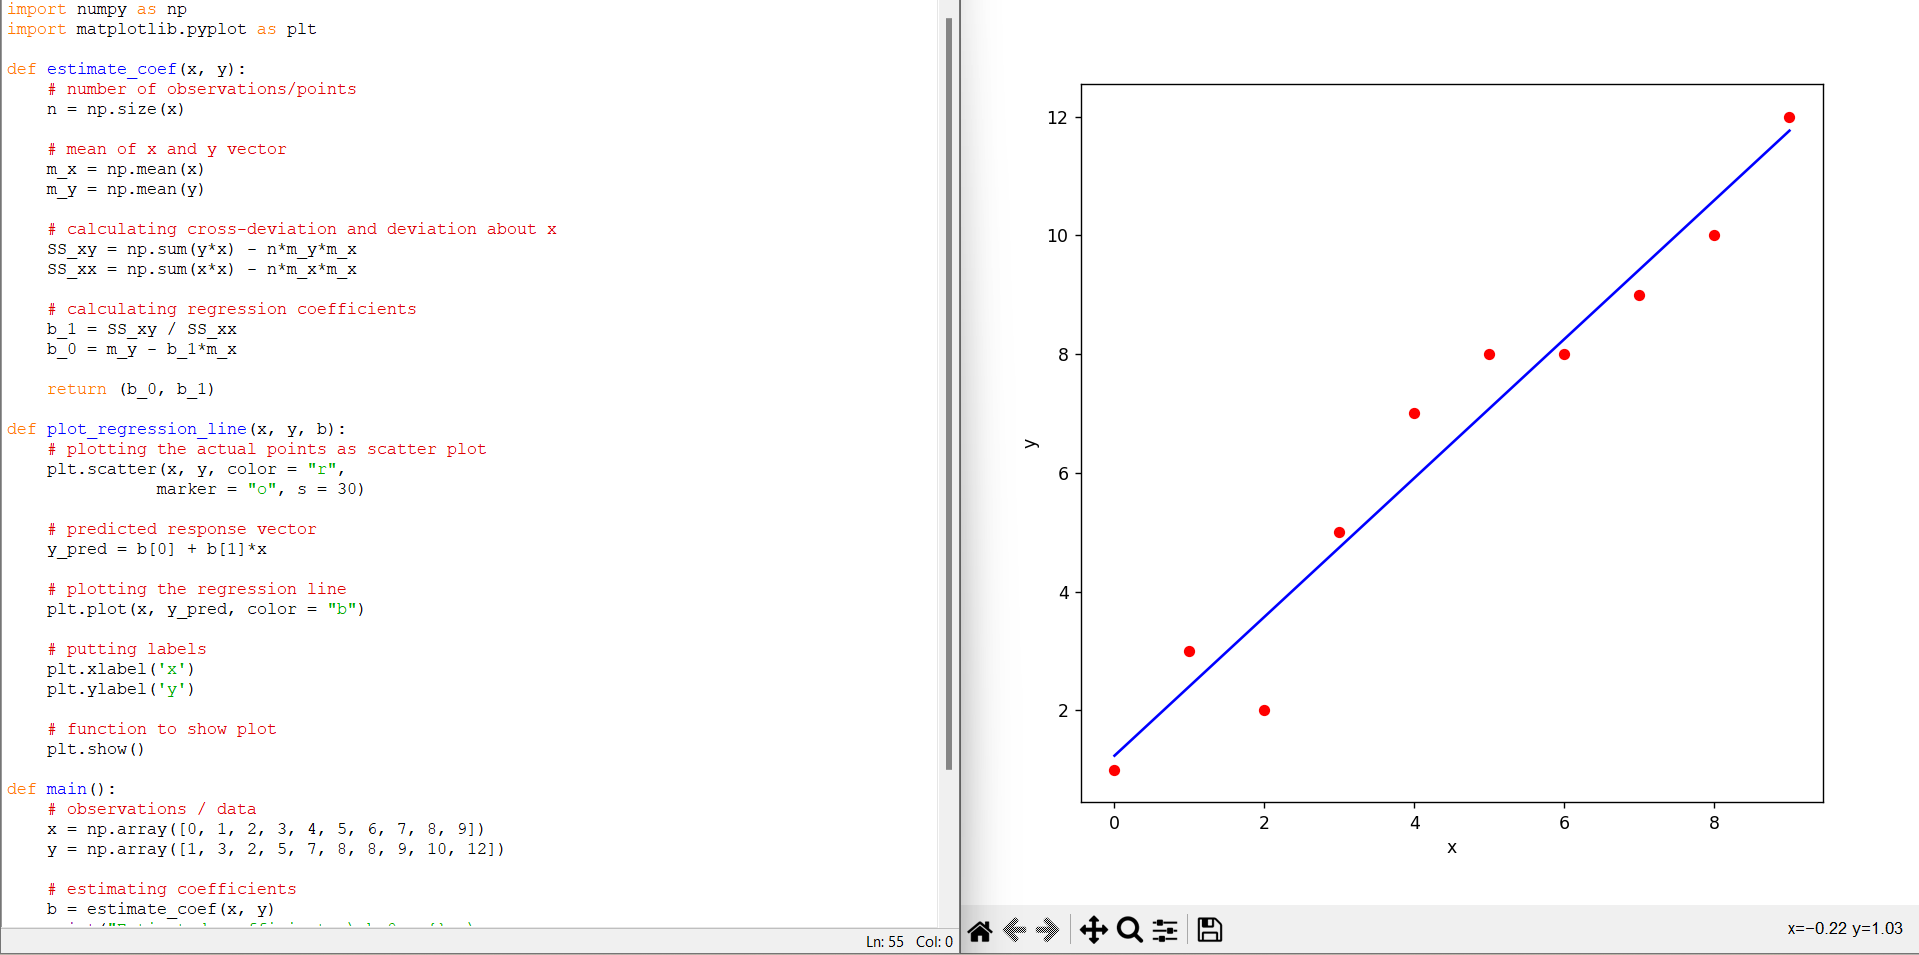 import numpy as np
import matplotlib.pyplot as plt
def estimate_coef(x, y):
# number of observations/points
n = np.size(x)
# mean of x and y vector
m_x = np.mean(x)
m_y = np.mean(y)
# calculating cross-deviation and deviation about x
SS_xy = np.sum(y*x) - n*m_y*m_x
SS_xx = np.sum(x*x) - n*m_x*m_x
# calculating regression coefficients
b_1 = SS_xy / SS_xx
b_0 = m_y - b_1*m_x
return (b_0, b_1)
def plot_regression_line(x, y, b):
# plotting the actual points as scatter plot
plt.scatter(x, y, color = "r",
marker = "o", s = 30)
# predicted response vector
y_pred = b[0] + b[1]*x
# plotting the regression line
plt.plot(x, y_pred, color = "b")
# putting labels
plt.xlabel('x')
plt.ylabel('y')
# function to show plot
plt.show()
def main():
# observations / data
x = np.array([0, 1, 2, 3, 4, 5, 6, 7, 8, 9])
y = np.array([1, 3, 2, 5, 7, 8, 8, 9, 10, 12])
# estimating coefficients
b = estimate_coef(x, y)
Ln: 55 Col: 0
12
10
8
6
4
2
y
0 2 4 6 8
x
x=−0.22 y=1.03